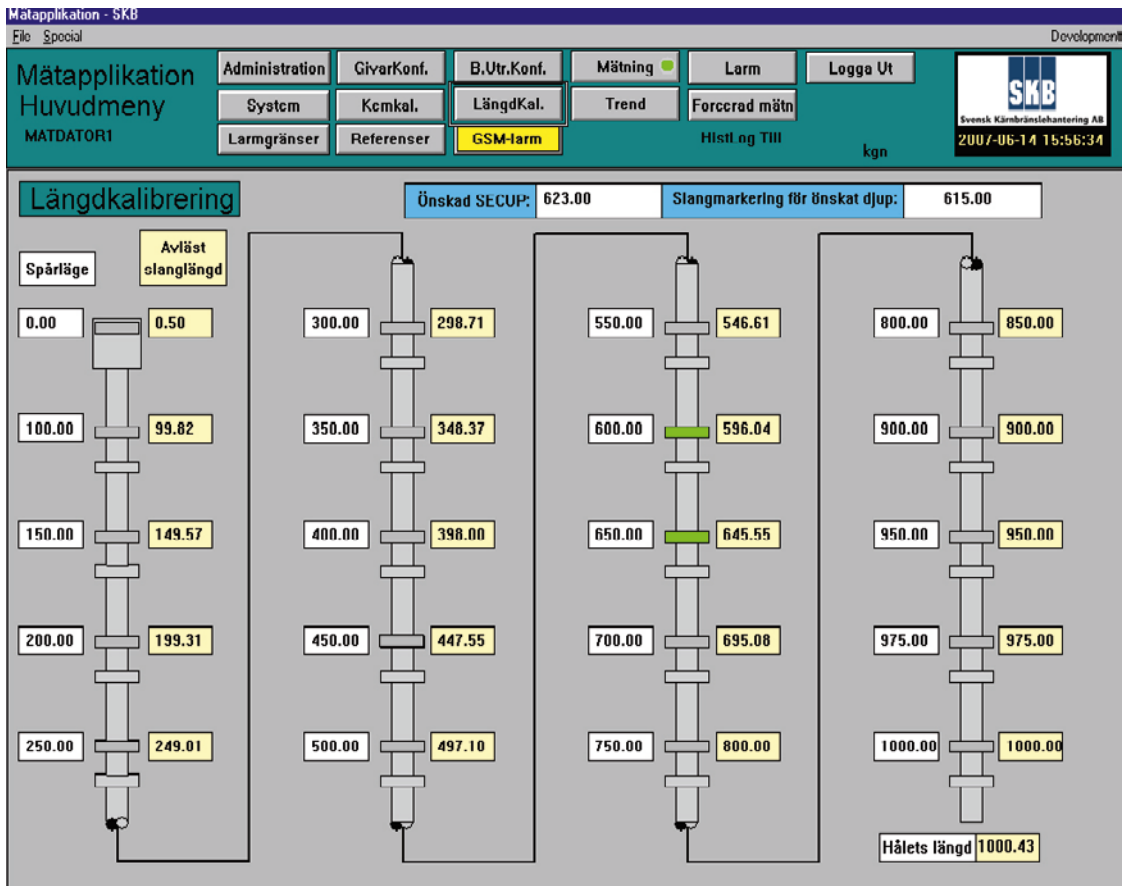 Mätapplikation - SKB
File Special Development
Mätapplikation
Huvudmeny
MATDATOR1
Administration GivarKonf. B.Utr.Konf. Mätning Larm Logga Ut
System Kemkal. LängdKal. Trend Forcerad mätn
Larmgränser Referenser GSM-larm HistLog Till kgn
SKB
Svensk Kärnbränslehantering AB
2007-06-14 15:56:34
Längdkalibrering
Önskad SECUP: 623.00 Slangmarkering för önskat djup: 615.00
Spårläge
Avläst
slanglängd
0.00 0.50 300.00 298.71 550.00 546.61 800.00 850.00
100.00 99.82 350.00 348.37 600.00 596.04 900.00 900.00
150.00 149.57 400.00 398.00 650.00 645.55 950.00 950.00
200.00 199.31 450.00 447.55 700.00 695.08 975.00 975.00
250.00 249.01 500.00 497.10 750.00 800.00 1000.00 1000.00
Hålets längd 1000.43